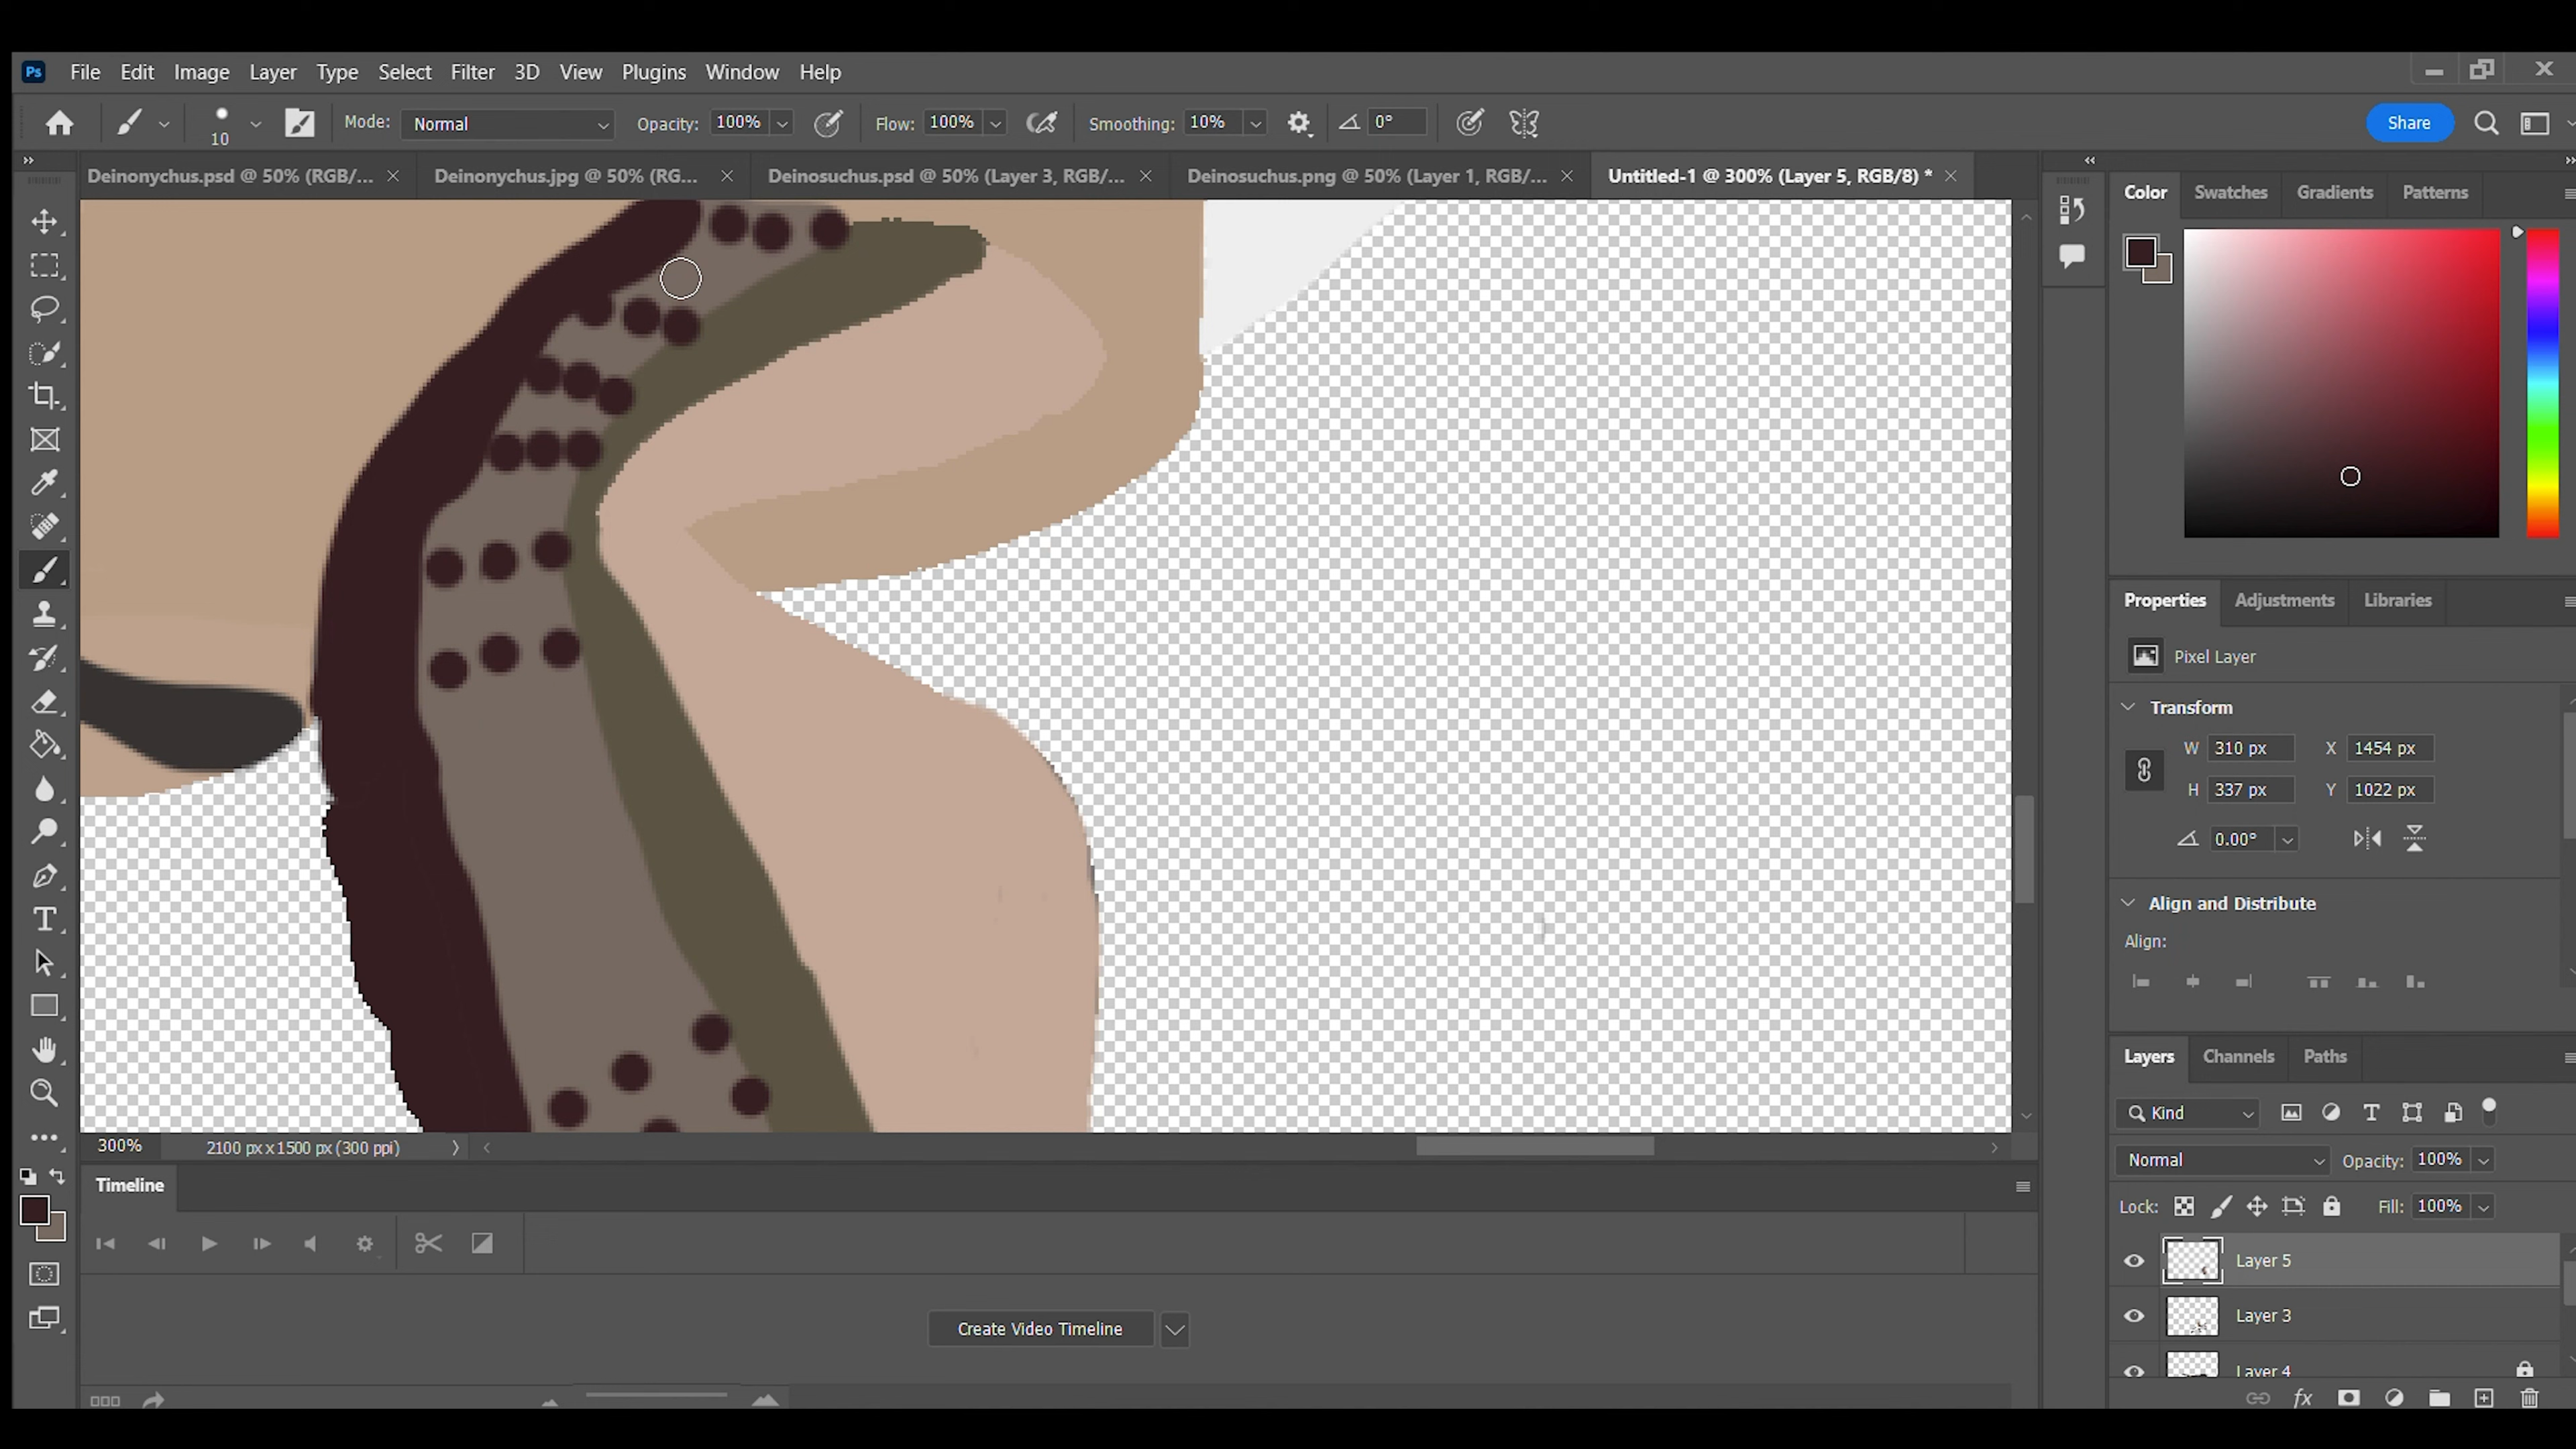 Ps File Edit Image Layer Type Select Filter 3D View Plugins Window Help
10 Mode: Normal Opacity: 100% Flow: 100% Smoothing: 10% 0° Share
Deinonychus.psd @ 50% (RGB/... Deinonychus.jpg @ 50% (RG... Deinosuchus.psd @ 50% (Layer 3, RGB/... Deinosuchus.png @ 50% (Layer 1, RGB/... Untitled-1 @ 300% (Layer 5, RGB/8) *
Color Swatches Gradients Patterns
Properties Adjustments Libraries
Pixel Layer
Transform
W 310 px X 1454 px
H 337 px Y 1022 px
0.00°
Align and Distribute
Align:
Layers Channels Paths
Kind
Normal Opacity: 100%
Lock: Fill: 100%
Layer 5
Layer 3
Layer 4
fx
300% 2100 px x 1500 px (300 ppi)
Timeline
Create Video Timeline